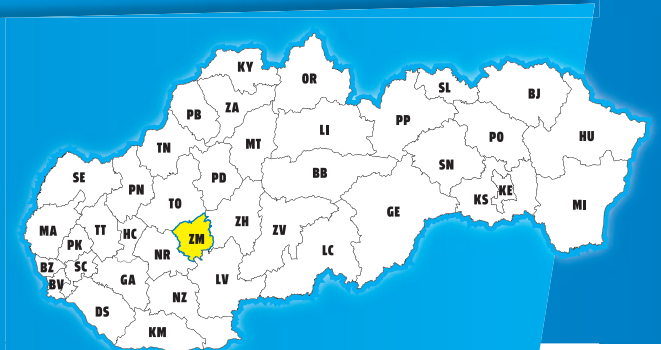 KY
OR
SL
BJ
PB
ZA
PP
LI
PO
HU
TN
MT
SE
PN
PD
BB
SN
KS
KE
MI
TO
GE
MA
TT
HC
ZM
ZH
ZV
PK
NR
LC
BZ
SC
BV
GA
LV
NZ
DS
KM